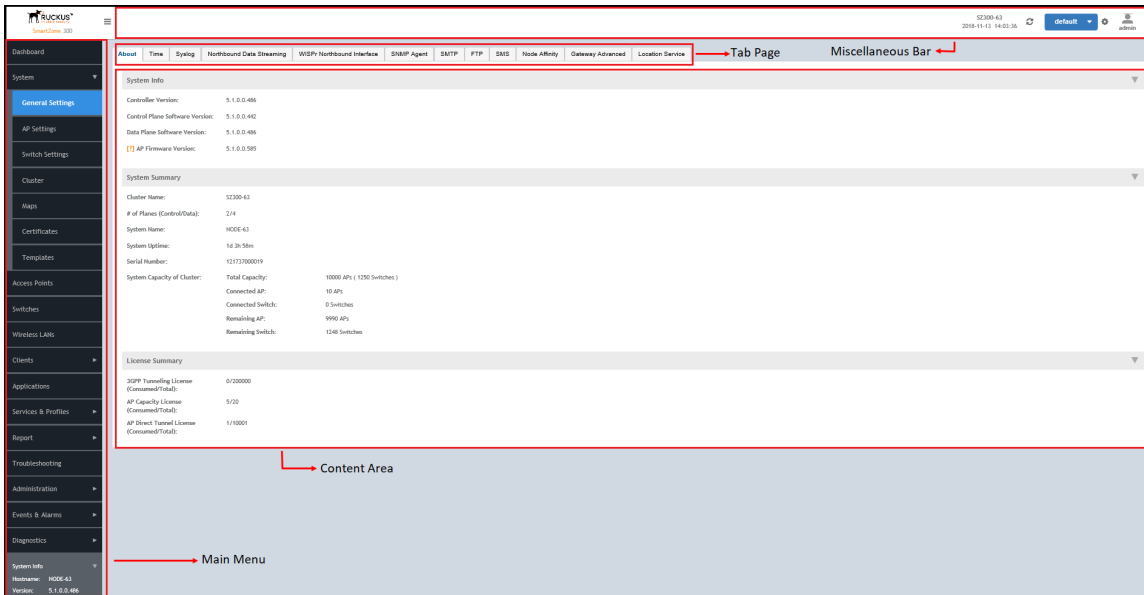 RUCKUS
SmartZone 300
SZ300-63
2018-11-13 14:03:36
default
admin
Dashboard
System
General Settings
AP Settings
Switch Settings
Cluster
Maps
Certificates
Templates
Access Points
Switches
Wireless LANs
Clients
Applications
Services & Profiles
Report
Troubleshooting
Administration
Events & Alarms
Diagnostics
System Info
Hostname: NODE-63
Version: 5.1.0.0.486
About Time Syslog Northbound Data Streaming WISPr Northbound Interface SNMP Agent SMTP FTP SMS Node Affinity Gateway Advanced Location Service
Tab Page
Miscellaneous Bar
System Info
Controller Version: 5.1.0.0.486
Control Plane Software Version: 5.1.0.0.442
Data Plane Software Version: 5.1.0.0.486
[?] AP Firmware Version: 5.1.0.0.585
System Summary
Cluster Name: SZ300-63
# of Planes (Control/Data): 2/4
System Name: NODE-63
System Uptime: 1d 3h 58m
Serial Number: 121737000019
System Capacity of Cluster: Total Capacity: 10000 APs ( 1250 Switches )
Connected AP: 10 APs
Connected Switch: 0 Switches
Remaining AP: 9990 APs
Remaining Switch: 1248 Switches
License Summary
3GPP Tunneling License (Consumed/Total): 0/200000
AP Capacity License (Consumed/Total): 5/20
AP Direct Tunnel License (Consumed/Total): 1/10001
Content Area
Main Menu